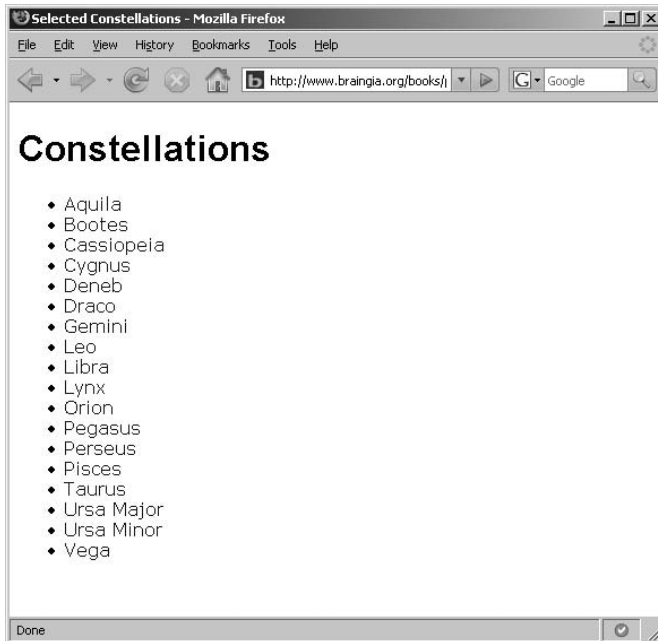 Selected Constellations - Mozilla Firefox
File Edit View History Bookmarks Tools Help
http://www.braingia.org/books/ G Google
Constellations
• Aquila
• Bootes
• Cassiopeia
• Cygnus
• Deneb
• Draco
• Gemini
• Leo
• Libra
• Lynx
• Orion
• Pegasus
• Perseus
• Pisces
• Taurus
• Ursa Major
• Ursa Minor
• Vega
Done